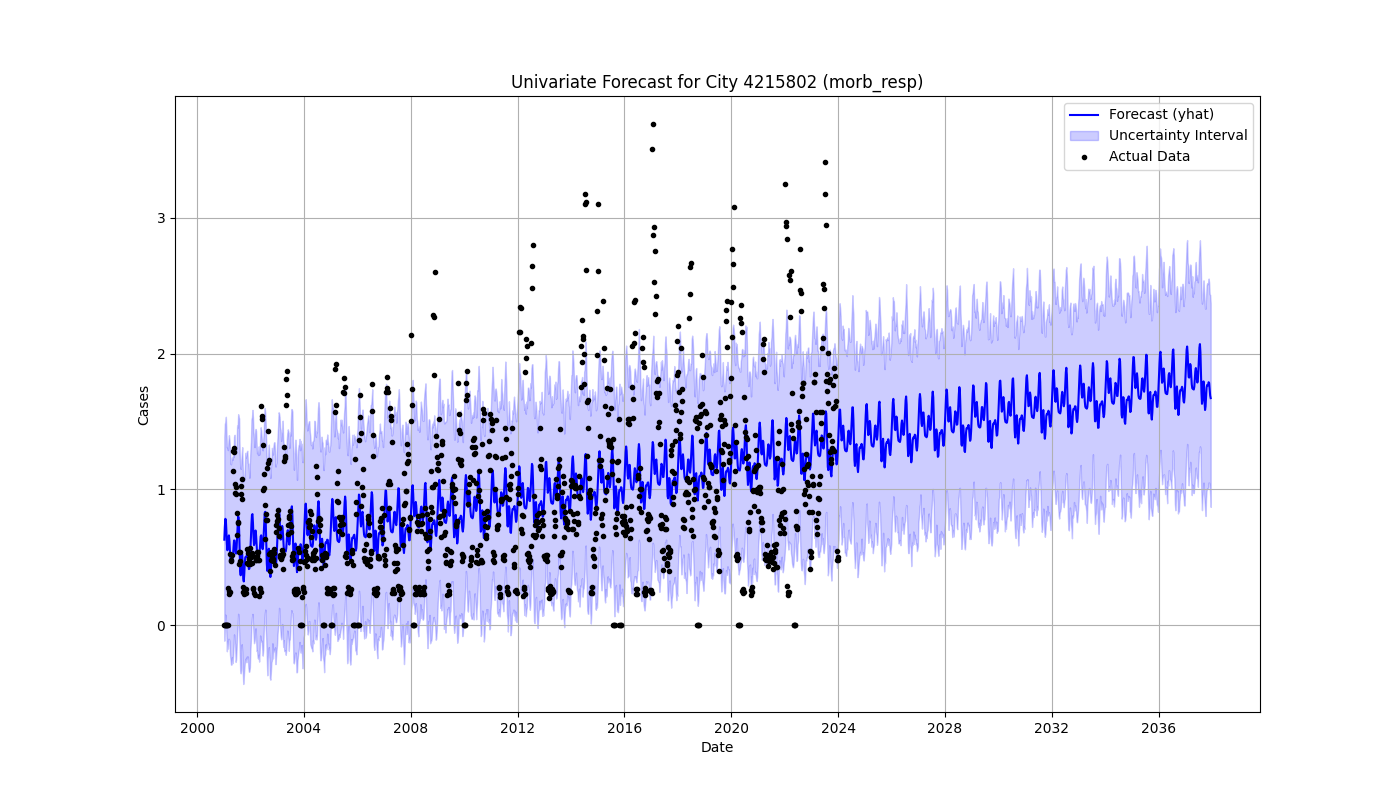 Univariate Forecast for City 4215802 (morb_resp)
Forecast (yhat)
Uncertainty Interval
Actual Data
Cases
3
2
1
0
2000 2004 2008 2012 2016 2020 2024 2028 2032 2036
Date